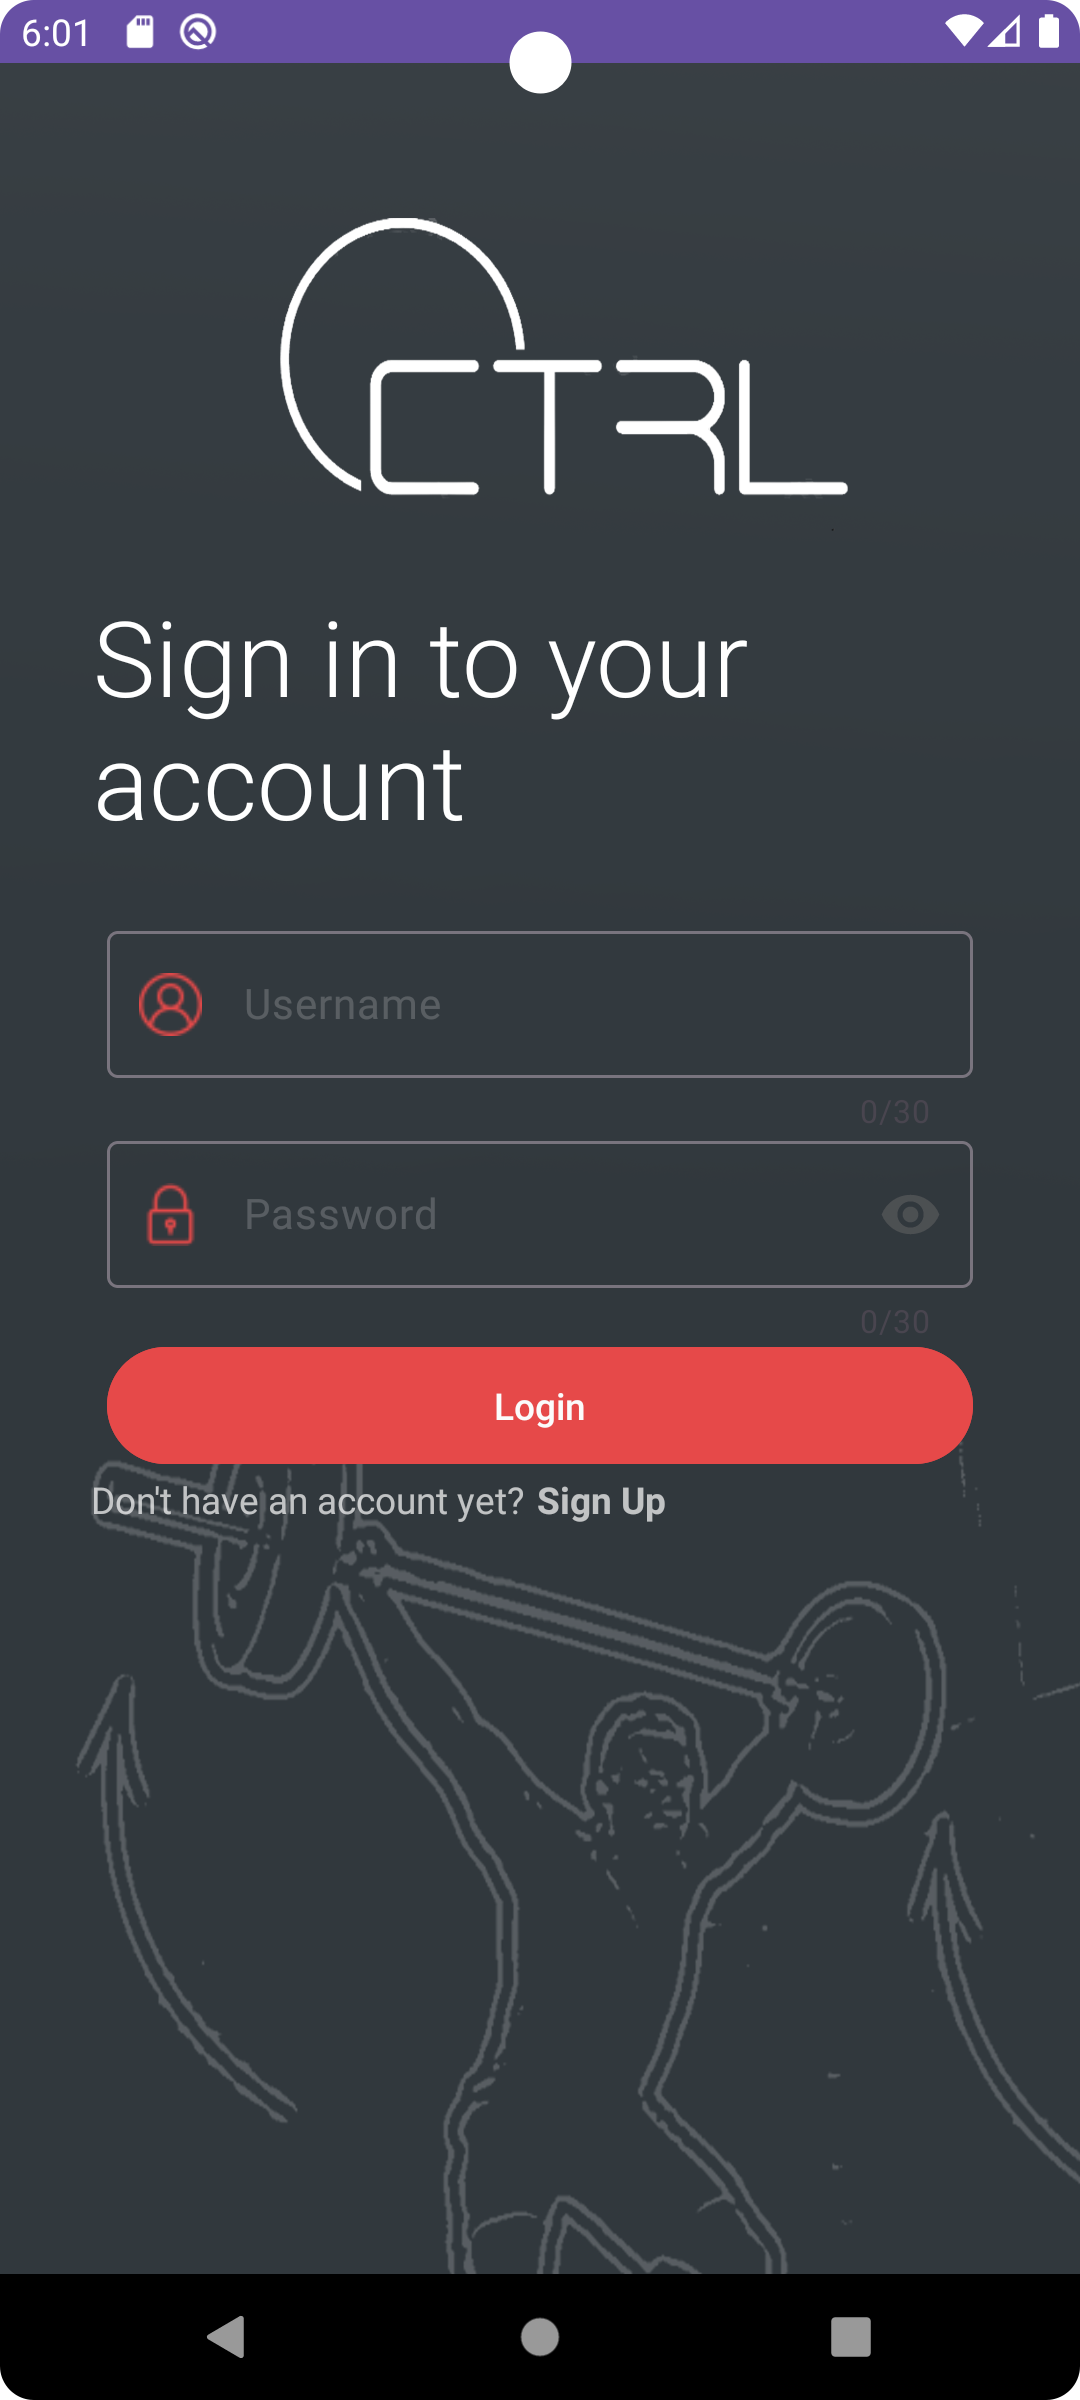 6:01
CTRL
Sign in to your
account
Username
0/30
Password
0/30
Login
Don't have an account yet? Sign Up